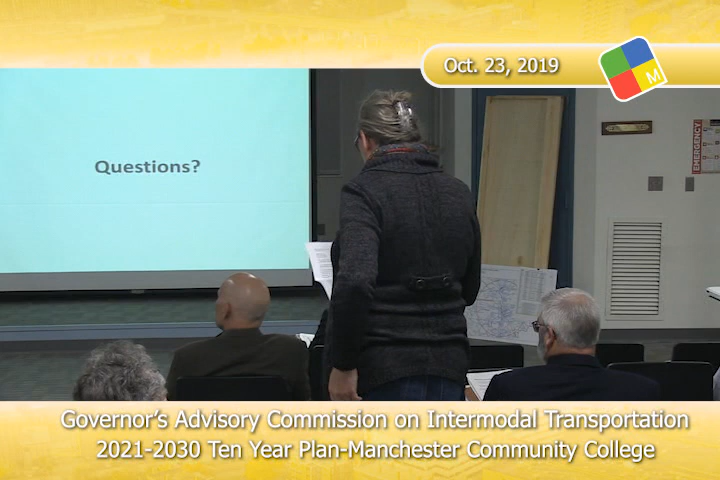 Oct. 23, 2019
M
EMERGENCY
Questions?
Governor's Advisory Commission on Intermodal Transportation
2021-2030 Ten Year Plan-Manchester Community College